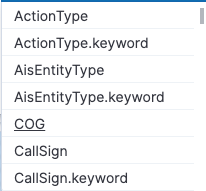 ActionType
ActionType.keyword
AisEntityType
AisEntityType.keyword
COG
CallSign
CallSign.keyword